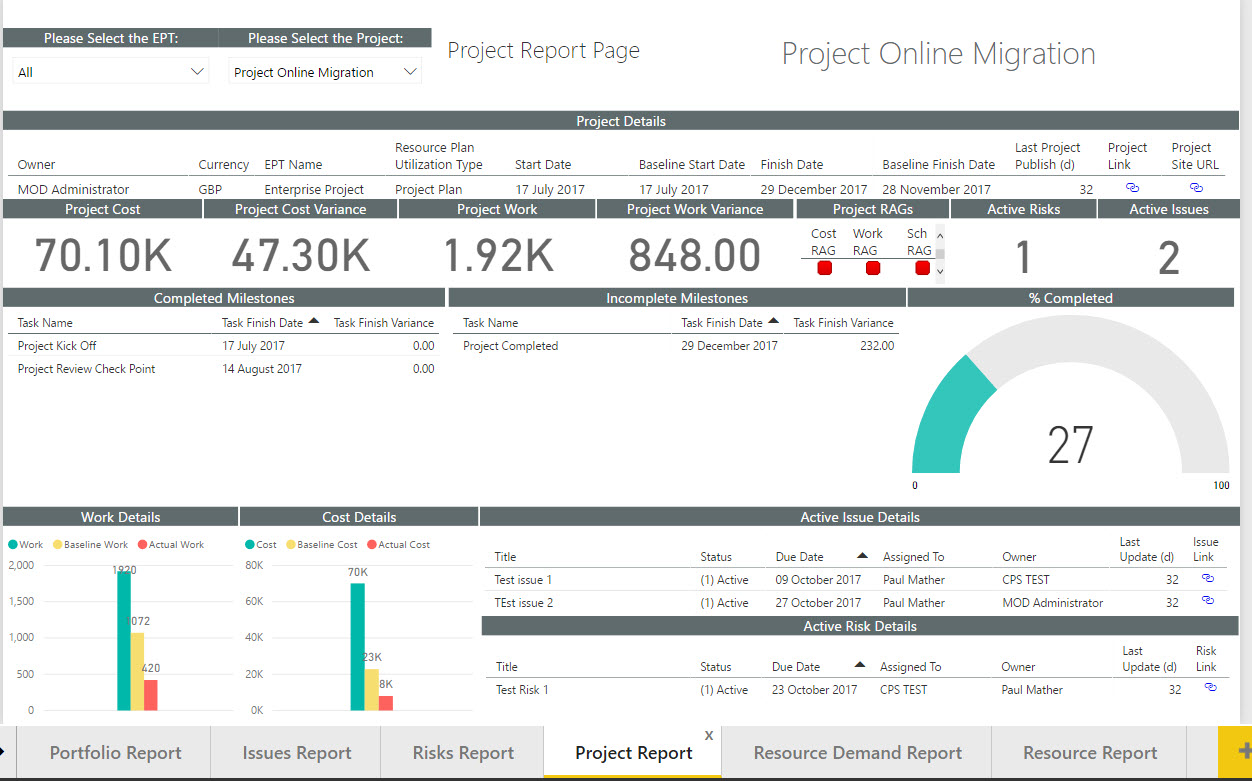 Please Select the EPT: Please Select the Project:
Project Report Page
Project Online Migration
All Project Online Migration
Project Details
Owner Currency EPT Name Resource Plan Utilization Type Start Date Baseline Start Date Finish Date Baseline Finish Date Last Project Publish (d) Project Link Project Site URL
MOD Administrator GBP Enterprise Project Project Plan 17 July 2017 17 July 2017 29 December 2017 28 November 2017 32
Project Cost Project Cost Variance Project Work Project Work Variance Project RAGs Active Risks Active Issues
Cost RAG Work RAG Sch RAG
70.10K 47.30K 1.92K 848.00 1 2
Completed Milestones Incomplete Milestones % Completed
Task Name Task Finish Date Task Finish Variance Task Name Task Finish Date Task Finish Variance
Project Kick Off 17 July 2017 0.00 Project Completed 29 December 2017 232.00
Project Review Check Point 14 August 2017 0.00
27
0 100
Work Details Cost Details Active Issue Details
Work Baseline Work Actual Work
2,000
1,500
1,000
500
0
1920
1072
420
Cost Baseline Cost Actual Cost
80K
60K
40K
20K
0K
70K
23K
8K
Title Status Due Date Assigned To Owner Last Update (d) Issue Link
Test issue 1 (1) Active 09 October 2017 Paul Mather CPS TEST 32
TEst issue 2 (1) Active 27 October 2017 Paul Mather MOD Administrator 32
Active Risk Details
Title Status Due Date Assigned To Owner Last Update (d) Risk Link
Test Risk 1 (1) Active 23 October 2017 CPS TEST Paul Mather 32
Portfolio Report Issues Report Risks Report Project Report x Resource Demand Report Resource Report +